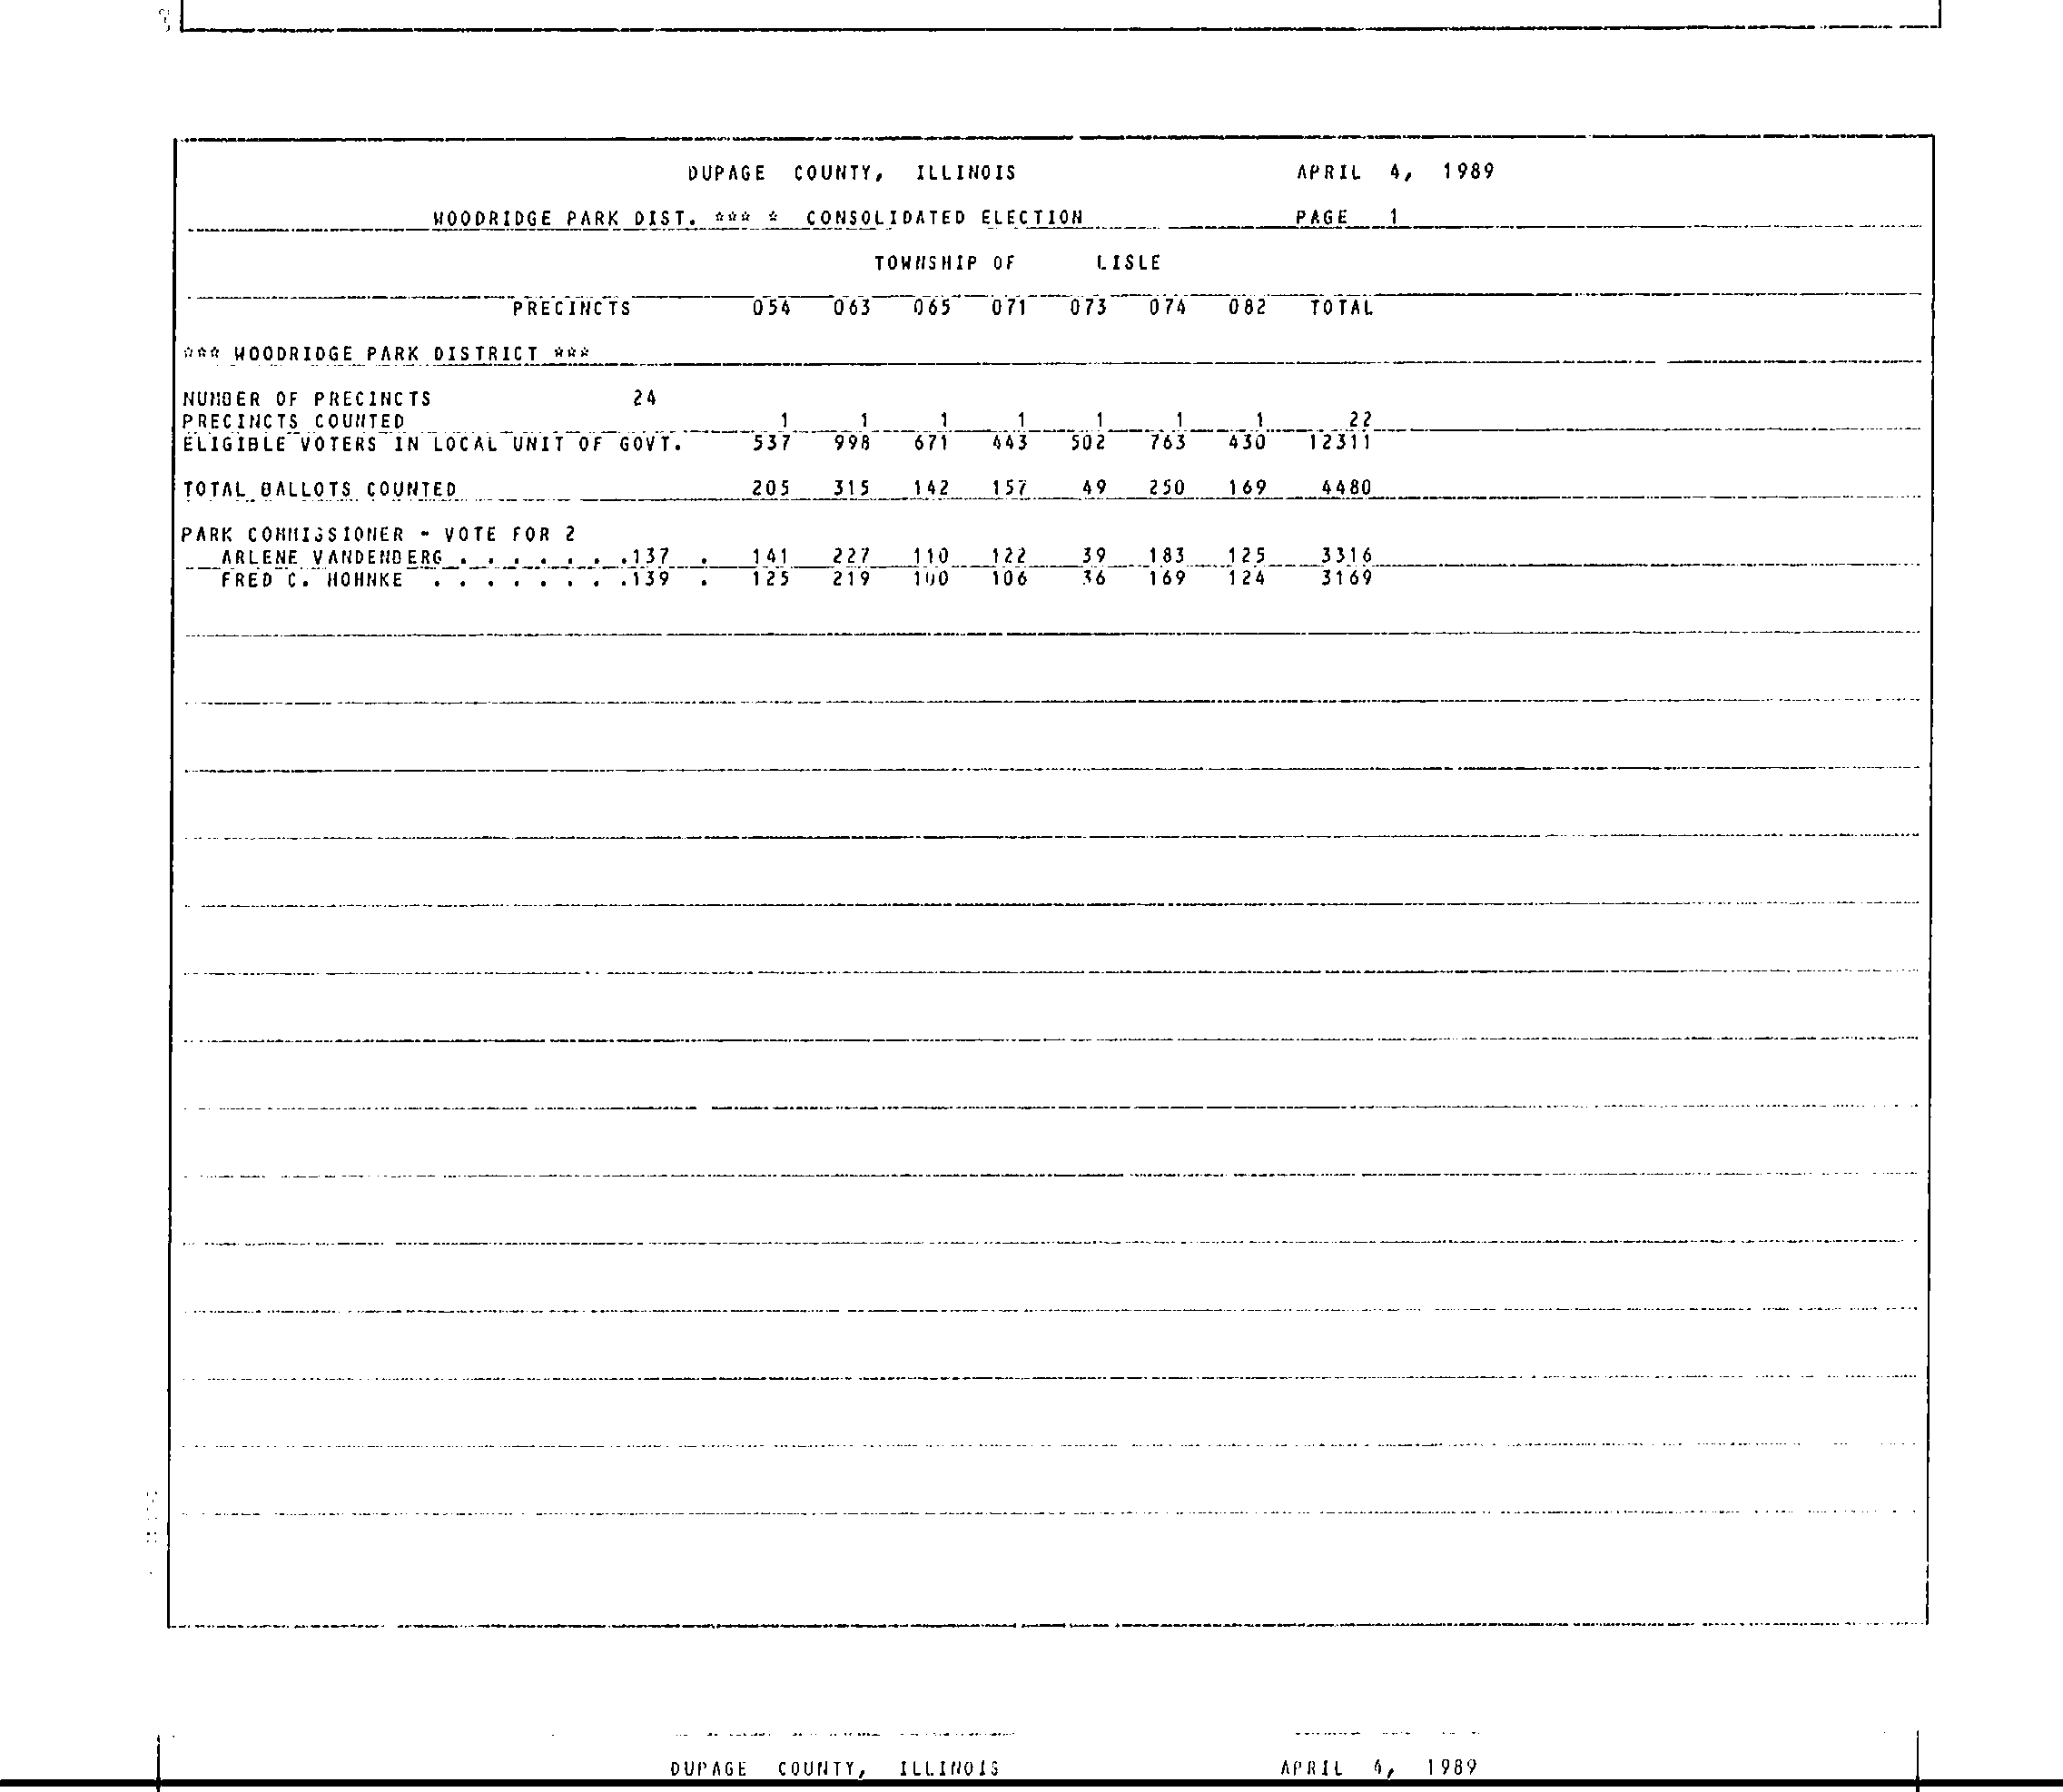 DUPAGE COUNTY, ILLINOIS APRIL 4, 1989
WOODRIDGE PARK DIST. *** * CONSOLIDATED ELECTION PAGE 1
TOWNSHIP OF LISLE
PRECINCTS 054 063 065 071 073 074 082 TOTAL
*** WOODRIDGE PARK DISTRICT ***
NUMBER OF PRECINCTS 24
PRECINCTS COUNTED 1 1 1 1 1 1 1 22
ELIGIBLE VOTERS IN LOCAL UNIT OF GOVT. 537 998 671 443 502 763 430 12311
TOTAL BALLOTS COUNTED 205 315 142 157 49 250 169 4480
PARK COMMISSIONER - VOTE FOR 2
ARLENE VANDENBERG . . . . . . .137 . 141 227 110 122 39 183 125 3316
FRED C. HOHNKE . . . . . . . .139 . 125 219 100 106 36 169 124 3169
DUPAGE COUNTY, ILLINOIS APRIL 4, 1989